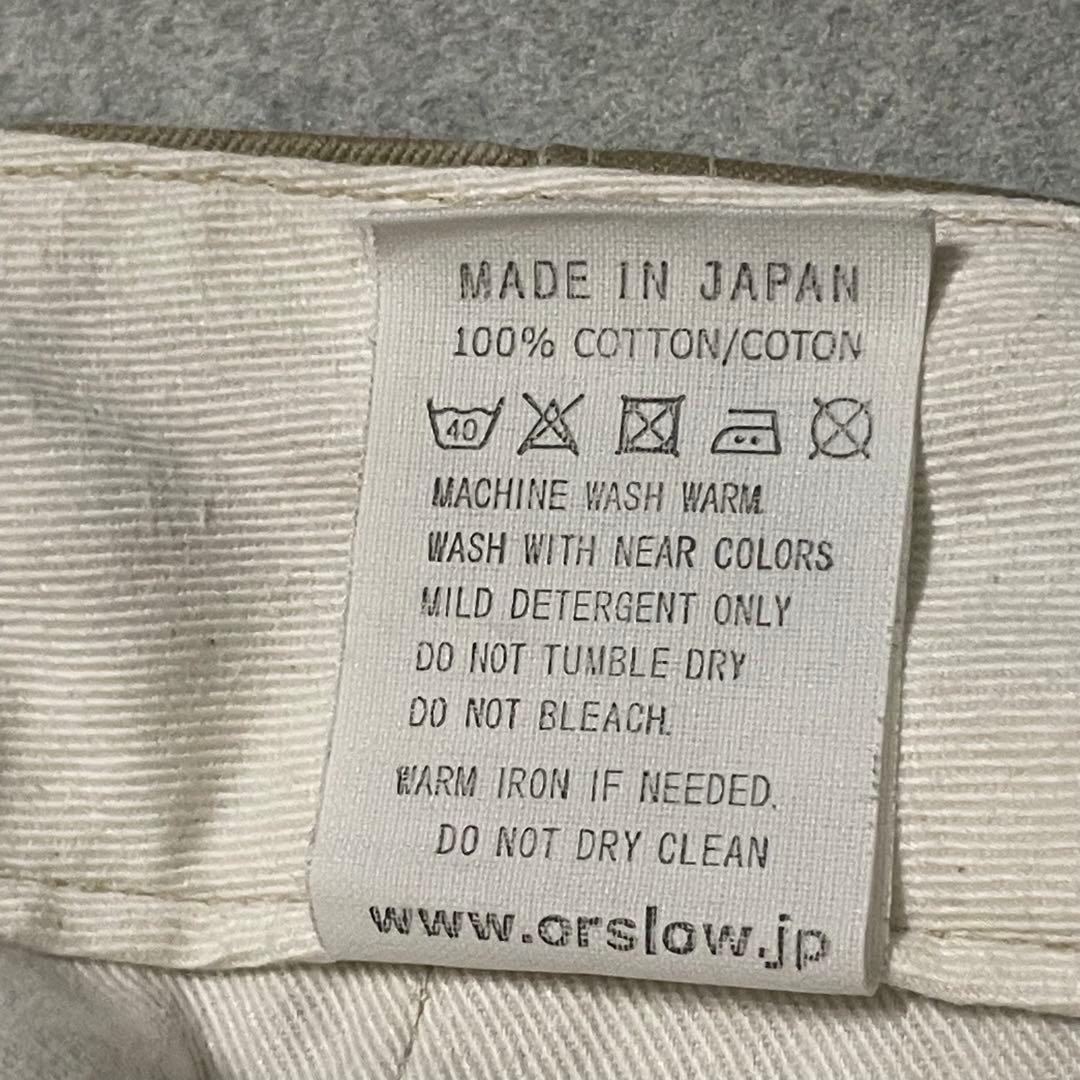 MADE IN JAPAN
100% COTTON/COTON
40
MACHINE WASH WARM.
WASH WITH NEAR COLORS
MILD DETERGENT ONLY
DO NOT TUMBLE DRY
DO NOT BLEACH.
WARM IRON IF NEEDED.
DO NOT DRY CLEAN
www.orslow.jp